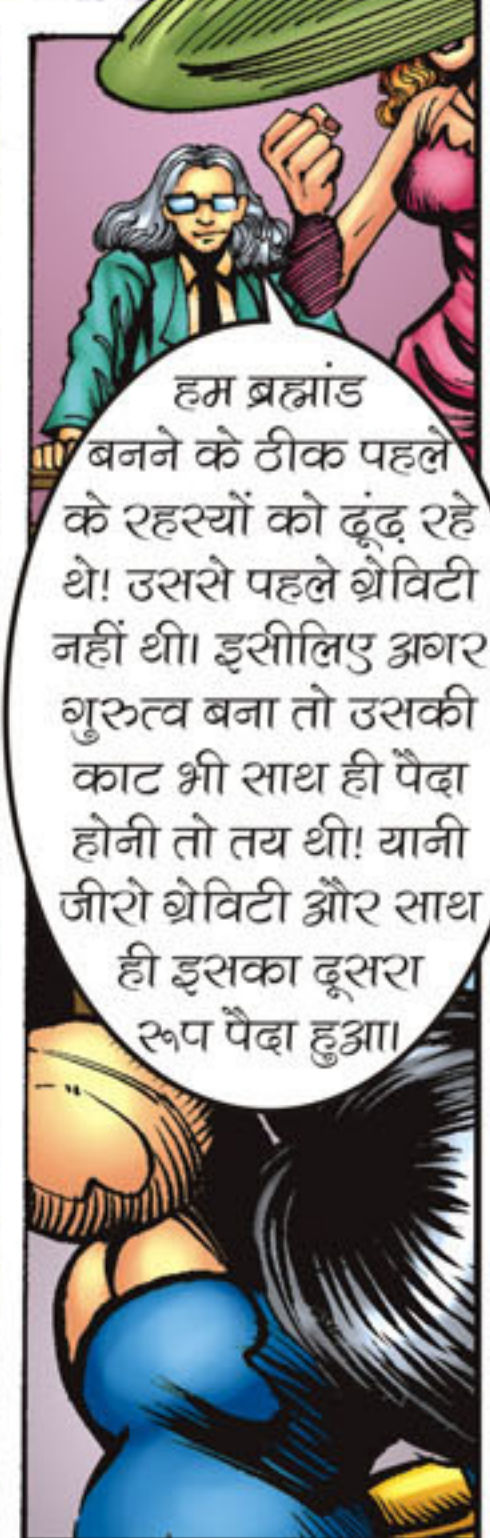 हम ब्रह्मांड
बनने के ठीक पहले
के रहस्यों को ढूंढ़ रहे
थे! उससे पहले ग्रेविटी
नहीं थी। इसीलिए अगर
गुरुत्व बना तो उसकी
काट भी साथ ही पैदा
होनी तो तय थी! यानी
जीरो ग्रेविटी और साथ
ही इसका दूसरा
रूप पैदा हुआ।